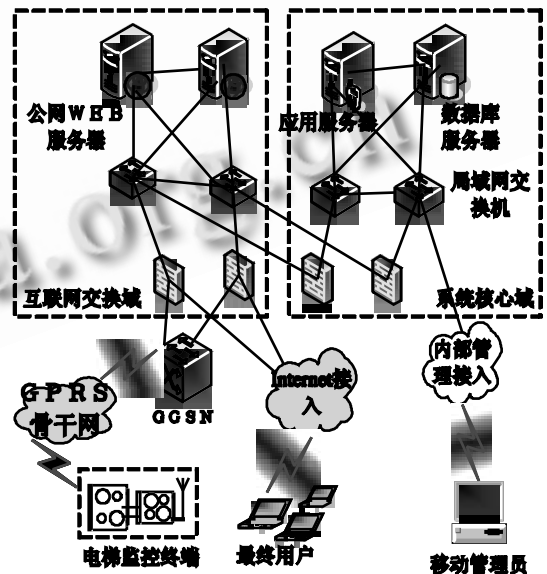 公网WEB
服务器
应用服务器
数据库
服务器
局域网交
换机
互联网交换域
系统核心域
GPRS
骨干网
GGSN
Internet接
入
内部管
理接入
电梯监控终端
最终用户
移动管理员